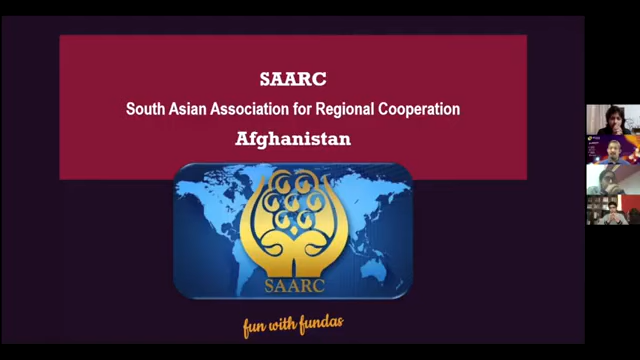 SAARC
South Asian Association for Regional Cooperation
Afghanistan
SAARC
fun with fundas